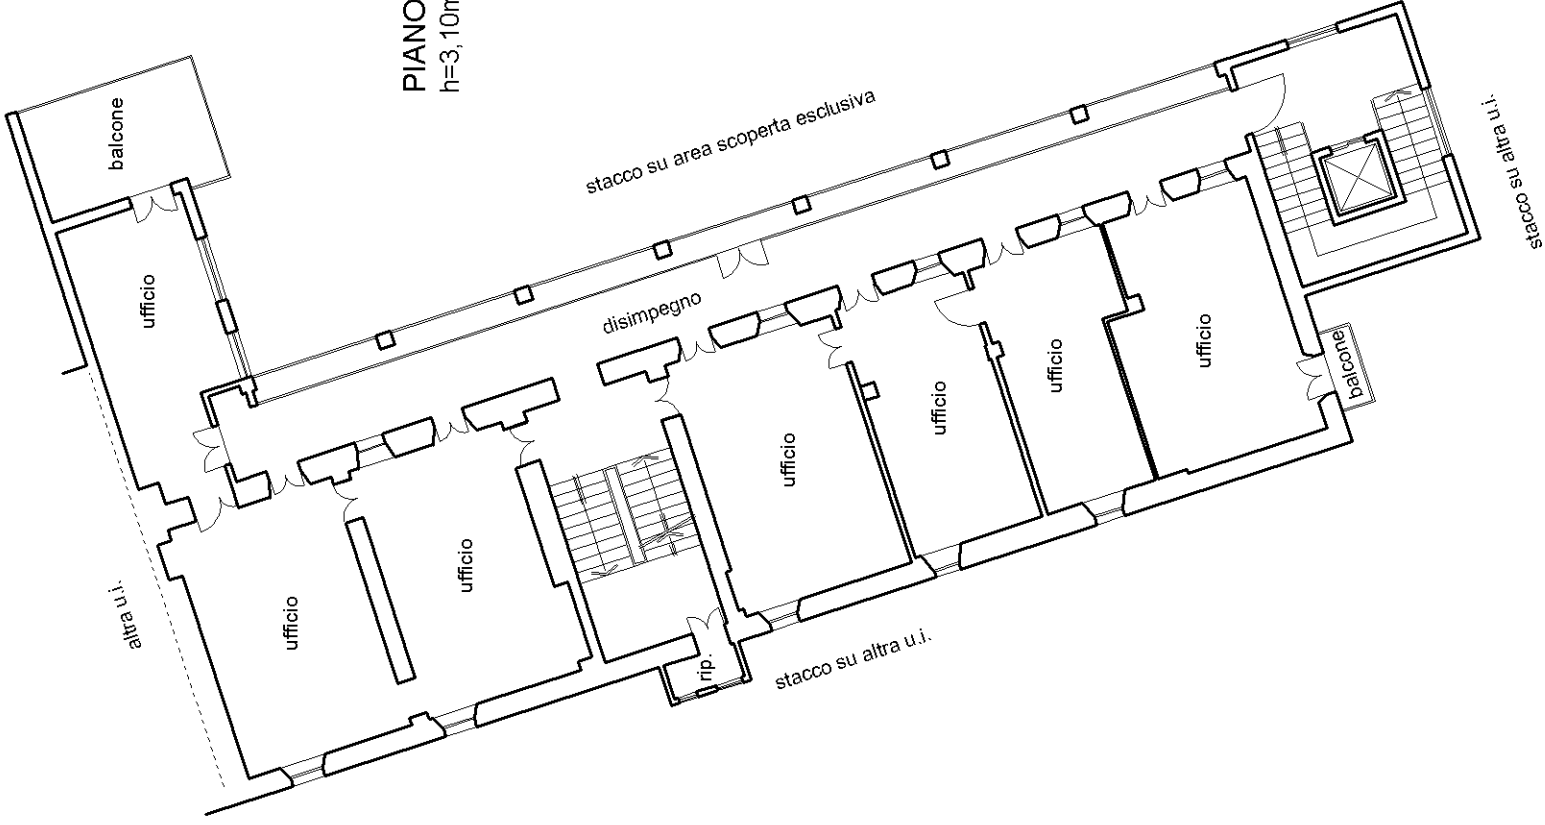 PIANO
h=3,10m
balcone
stacco su area scoperta esclusiva
stacco su altra u.i.
ufficio
disimpegno
ufficio
balcone
ufficio
ufficio
ufficio
ufficio
altra u.i.
ufficio
rip.
stacco su altra u.i.